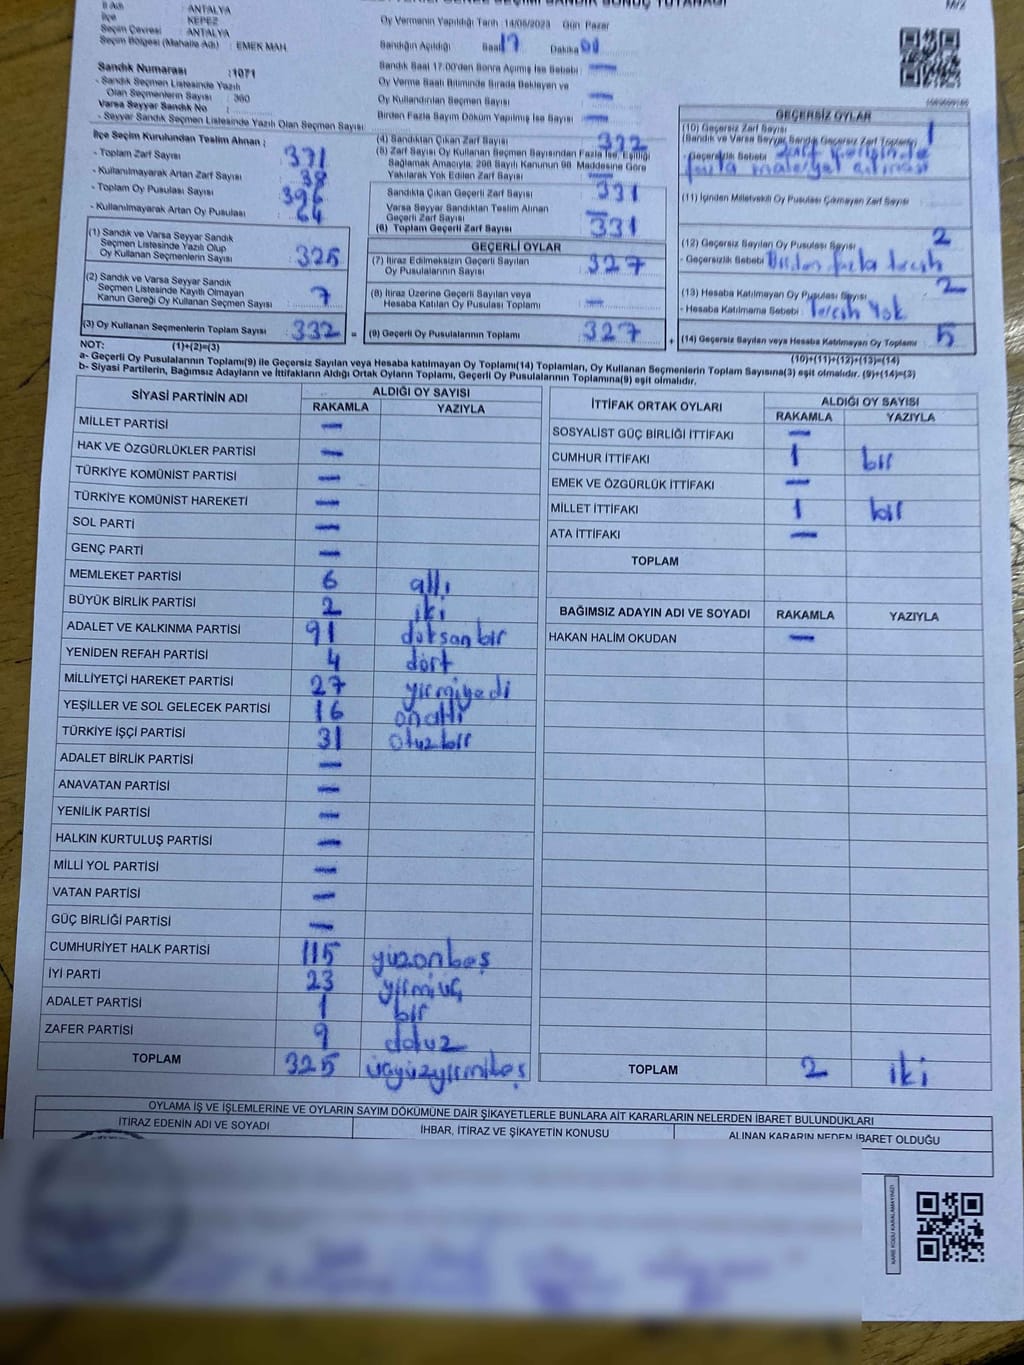 SEÇİMİ SANDIK SONUÇ TUTANAĞI
İl Adı : ANTALYA
İlçe : KEPEZ
Seçim Çevresi : ANTALYA
Seçim Bölgesi (Mahalle Adı) : EMEK MAH
Oy Vermenin Yapıldığı Tarih : 14/05/2023 Gün Pazar
Sandığın Açıldığı Saat 17 Dakika 01
Sandık Saat 17:00'den Sonra Açılmış İse Sebebi : —
Oy Verme Saati Bitiminde Sırada Bekleyen ve
Oy Kullandırılan Seçmen Sayısı —
Birden Fazla Sayım Döküm Yapılmış İse Sayısı : —
Sandık Numarası :1071
- Sandık Seçmen Listesinde Yazılı
Olan Seçmenlerin Sayısı : 360
Varsa Seyyar Sandık No :
- Seyyar Sandık Seçmen Listesinde Yazılı Olan Seçmen Sayısı
İlçe Seçim Kurulundan Teslim Alınan ;
- Toplam Zarf Sayısı 371
- Kullanılmayarak Artan Zarf Sayısı 38
- Toplam Oy Pusulası Sayısı 396
- Kullanılmayarak Artan Oy Pusulası 64
(1) Sandık ve Varsa Seyyar Sandık
Seçmen Listesinde Yazılı Olup
Oy Kullanan Seçmenlerin Sayısı : 325
(2) Sandık ve Varsa Seyyar Sandık
Seçmen Listesinde Kayıtlı Olmayan
Kanun Gereği Oy Kullanan Seçmen Sayısı : 7
(3) Oy Kullanan Seçmenlerin Toplam Sayısı : 332 =
(4) Sandıktan Çıkan Zarf Sayısı : 332
(5) Zarf Sayısı Oy Kullanan Seçmen Sayısından Fazla İse, Eşitliği
Sağlamak Amacıyla, 298 Sayılı Kanunun 98. Maddesine Göre
Yakılarak Yok Edilen Zarf Sayısı : —
Sandıkta Çıkan Geçerli Zarf Sayısı : 331
Varsa Seyyar Sandıktan Teslim Alınan
Geçerli Zarf Sayısı : —
(6) Toplam Geçerli Zarf Sayısı : 331
GEÇERLİ OYLAR
(7) İtiraz Edilmeksizin Geçerli Sayılan
Oy Pusulalarının Sayısı : 327
(8) İtiraz Üzerine Geçerli Sayılan veya
Hesaba Katılan Oy Pusulası Toplamı : —
(9) Geçerli Oy Pusulalarının Toplamı : 327 +
GEÇERSİZ OYLAR
(10) Geçersiz Zarf Sayısı 1
(Sandık ve Varsa Seyyar Sandık Geçersiz Zarf Toplamı)
- Geçersizlik Sebebi : zarf içerisinde
fazla materyal çıkması
(11) İçinden Milletvekili Oy Pusulası Çıkmayan Zarf Sayısı :
(12) Geçersiz Sayılan Oy Pusulası Sayısı : 2
- Geçersizlik Sebebi Birden fazla tercih
(13) Hesaba Katılmayan Oy Pusulası Sayısı : 2
- Hesaba Katılmama Sebebi : Tercih Yok
(14) Geçersiz Sayılan veya Hesaba Katılmayan Oy Toplamı : 5
NOT: (1)+(2)=(3) (10)+(11)+(12)+(13)=(14)
a- Geçerli Oy Pusulalarının Toplamı(9) ile Geçersiz Sayılan veya Hesaba katılmayan Oy Toplamı(14) Toplamları, Oy Kullanan Seçmenlerin Toplam Sayısına(3) eşit olmalıdır. (9)+(14)=(3)
b- Siyasi Partilerin, Bağımsız Adayların ve İttifakların Aldığı Ortak Oyların Toplamı, Geçerli Oy Pusulalarının Toplamına(9) eşit olmalıdır.
SİYASİ PARTİNİN ADI ALDIĞI OY SAYISI
RAKAMLA YAZIYLA
MİLLET PARTİSİ —
HAK VE ÖZGÜRLÜKLER PARTİSİ —
TÜRKİYE KOMÜNİST PARTİSİ —
TÜRKİYE KOMÜNİST HAREKETİ —
SOL PARTİ —
GENÇ PARTİ —
MEMLEKET PARTİSİ 6 altı
BÜYÜK BİRLİK PARTİSİ 2 iki
ADALET VE KALKINMA PARTİSİ 91 doksan bir
YENİDEN REFAH PARTİSİ 4 dört
MİLLİYETÇİ HAREKET PARTİSİ 27 yirmiyedi
YEŞİLLER VE SOL GELECEK PARTİSİ 16 onaltı
TÜRKİYE İŞÇİ PARTİSİ 31 otuzbir
ADALET BİRLİK PARTİSİ —
ANAVATAN PARTİSİ —
YENİLİK PARTİSİ —
HALKIN KURTULUŞ PARTİSİ —
MİLLİ YOL PARTİSİ —
VATAN PARTİSİ —
GÜÇ BİRLİĞİ PARTİSİ —
CUMHURİYET HALK PARTİSİ 115 yüzonbeş
İYİ PARTİ 23 yirmiüç
ADALET PARTİSİ 1 bir
ZAFER PARTİSİ 9 dokuz
TOPLAM 325 üçyüzyirmibeş
İTTİFAK ORTAK OYLARI ALDIĞI OY SAYISI
RAKAMLA YAZIYLA
SOSYALİST GÜÇ BİRLİĞİ İTTİFAKI —
CUMHUR İTTİFAKI 1 bir
EMEK VE ÖZGÜRLÜK İTTİFAKI —
MİLLET İTTİFAKI 1 bir
ATA İTTİFAKI —
TOPLAM
BAĞIMSIZ ADAYIN ADI VE SOYADI RAKAMLA YAZIYLA
HAKAN HALİM OKUDAN —
TOPLAM 2 iki
OYLAMA İŞ VE İŞLEMLERİNE VE OYLARIN SAYIM DÖKÜMÜNE DAİR ŞİKAYETLERLE BUNLARA AİT KARARLARIN NELERDEN İBARET BULUNDUKLARI
İTİRAZ EDENİN ADI VE SOYADI İHBAR, İTİRAZ VE ŞİKAYETİN KONUSU ALINAN KARARIN NEDEN İBARET OLDUĞU
KARE KODU KARALAMAYINIZ!